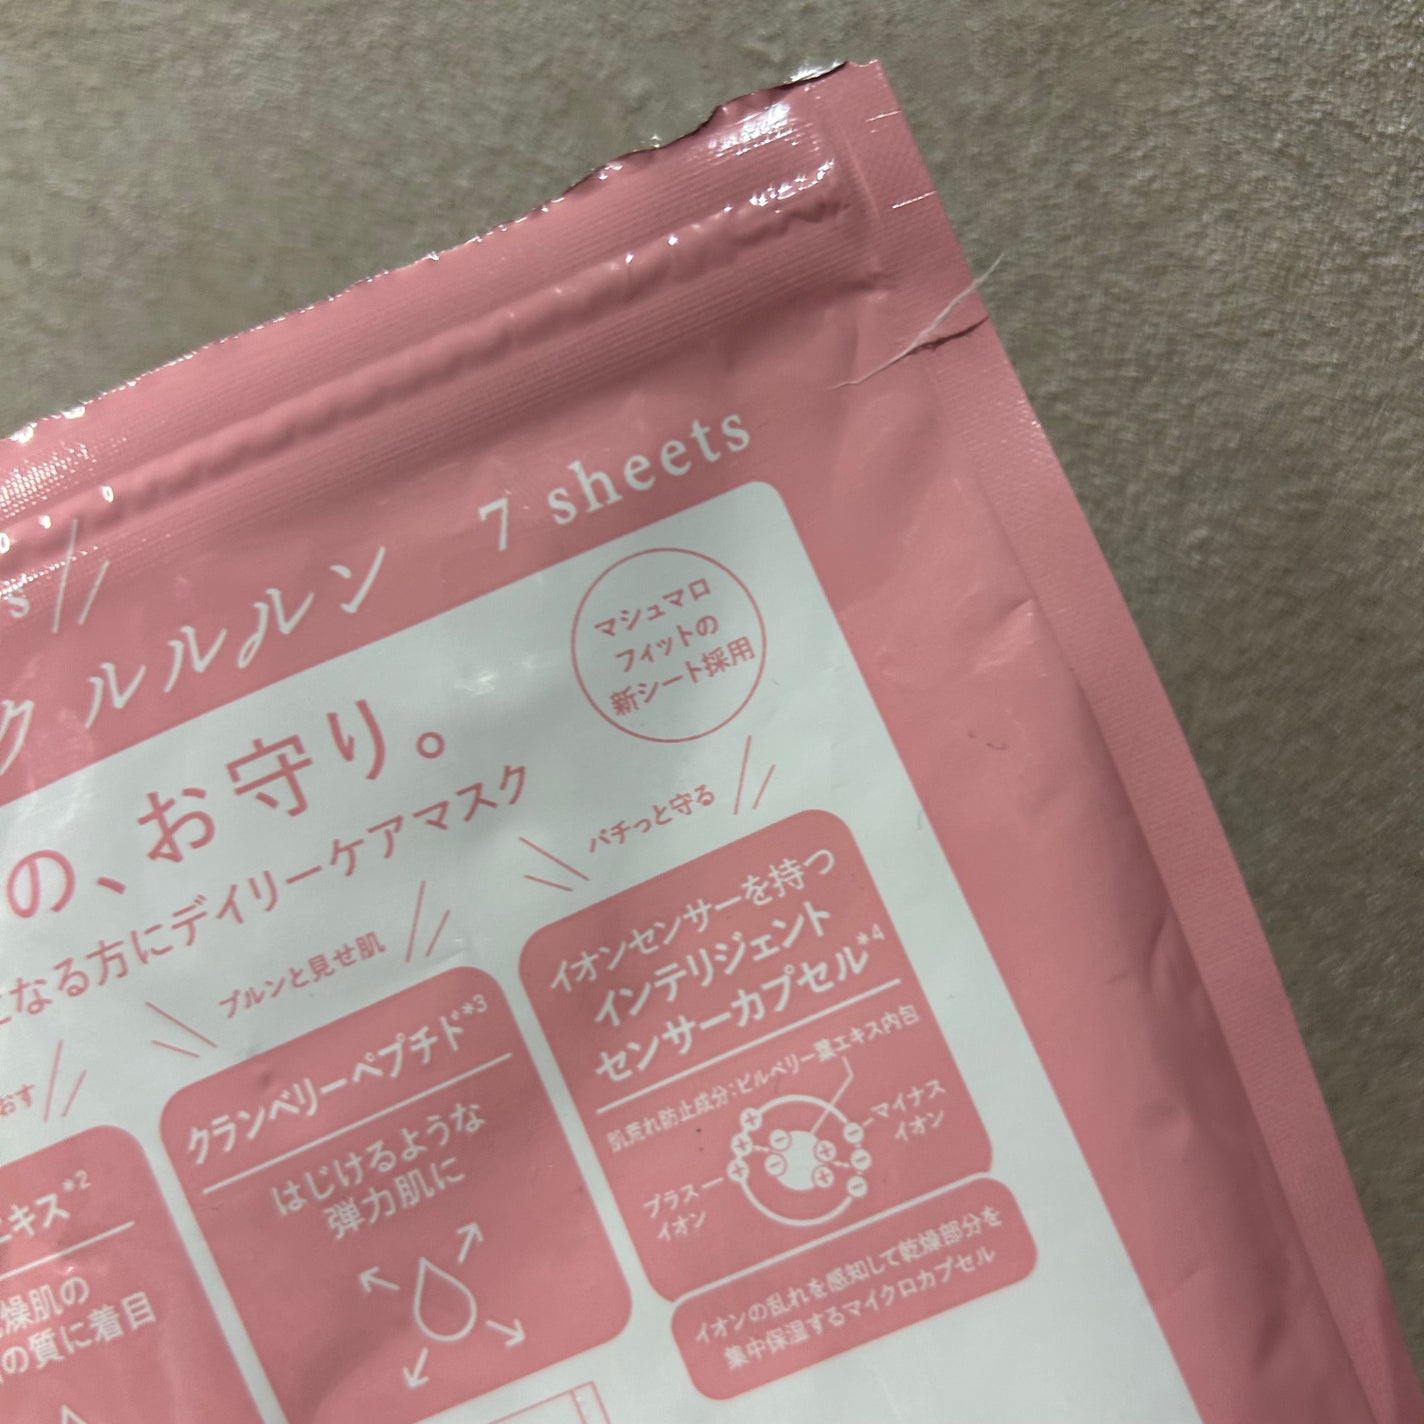 s
クルルルン 7 sheets
マシュマロ
フィットの
新シート採用
の、お守り。
になる方にデイリーケアマスク
パチっと守る
イオンセンサーを持つ
インテリジェント
センサーカプセル*4
肌荒れ防止成分:ビルベリー葉エキス内包
マイナス
イオン
プラス
イオン
イオンの乱れを感知して乾燥部分を
集中保湿するマイクロカプセル
プルンと見せ肌
クランベリーペプチド*3
はじけるような
弾力肌に
おす
エキス*2
燥肌の
の質に着目